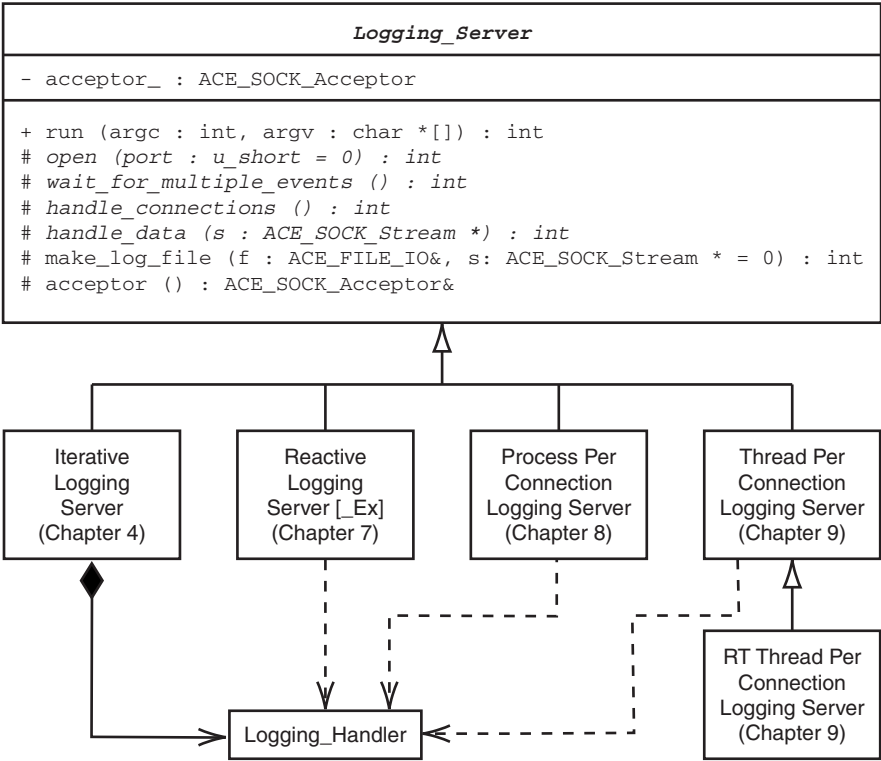 Logging_Server
- acceptor_ : ACE_SOCK_Acceptor
+ run (argc : int, argv : char *[]) : int
# open (port : u_short = 0) : int
# wait_for_multiple_events () : int
# handle_connections () : int
# handle_data (s : ACE_SOCK_Stream *) : int
# make_log_file (f : ACE_FILE_IO&, s: ACE_SOCK_Stream * = 0) : int
# acceptor () : ACE_SOCK_Acceptor&
Iterative
Logging
Server
(Chapter 4)
Reactive
Logging
Server [_Ex]
(Chapter 7)
Process Per
Connection
Logging Server
(Chapter 8)
Thread Per
Connection
Logging Server
(Chapter 9)
RT Thread Per
Connection
Logging Server
(Chapter 9)
Logging_Handler